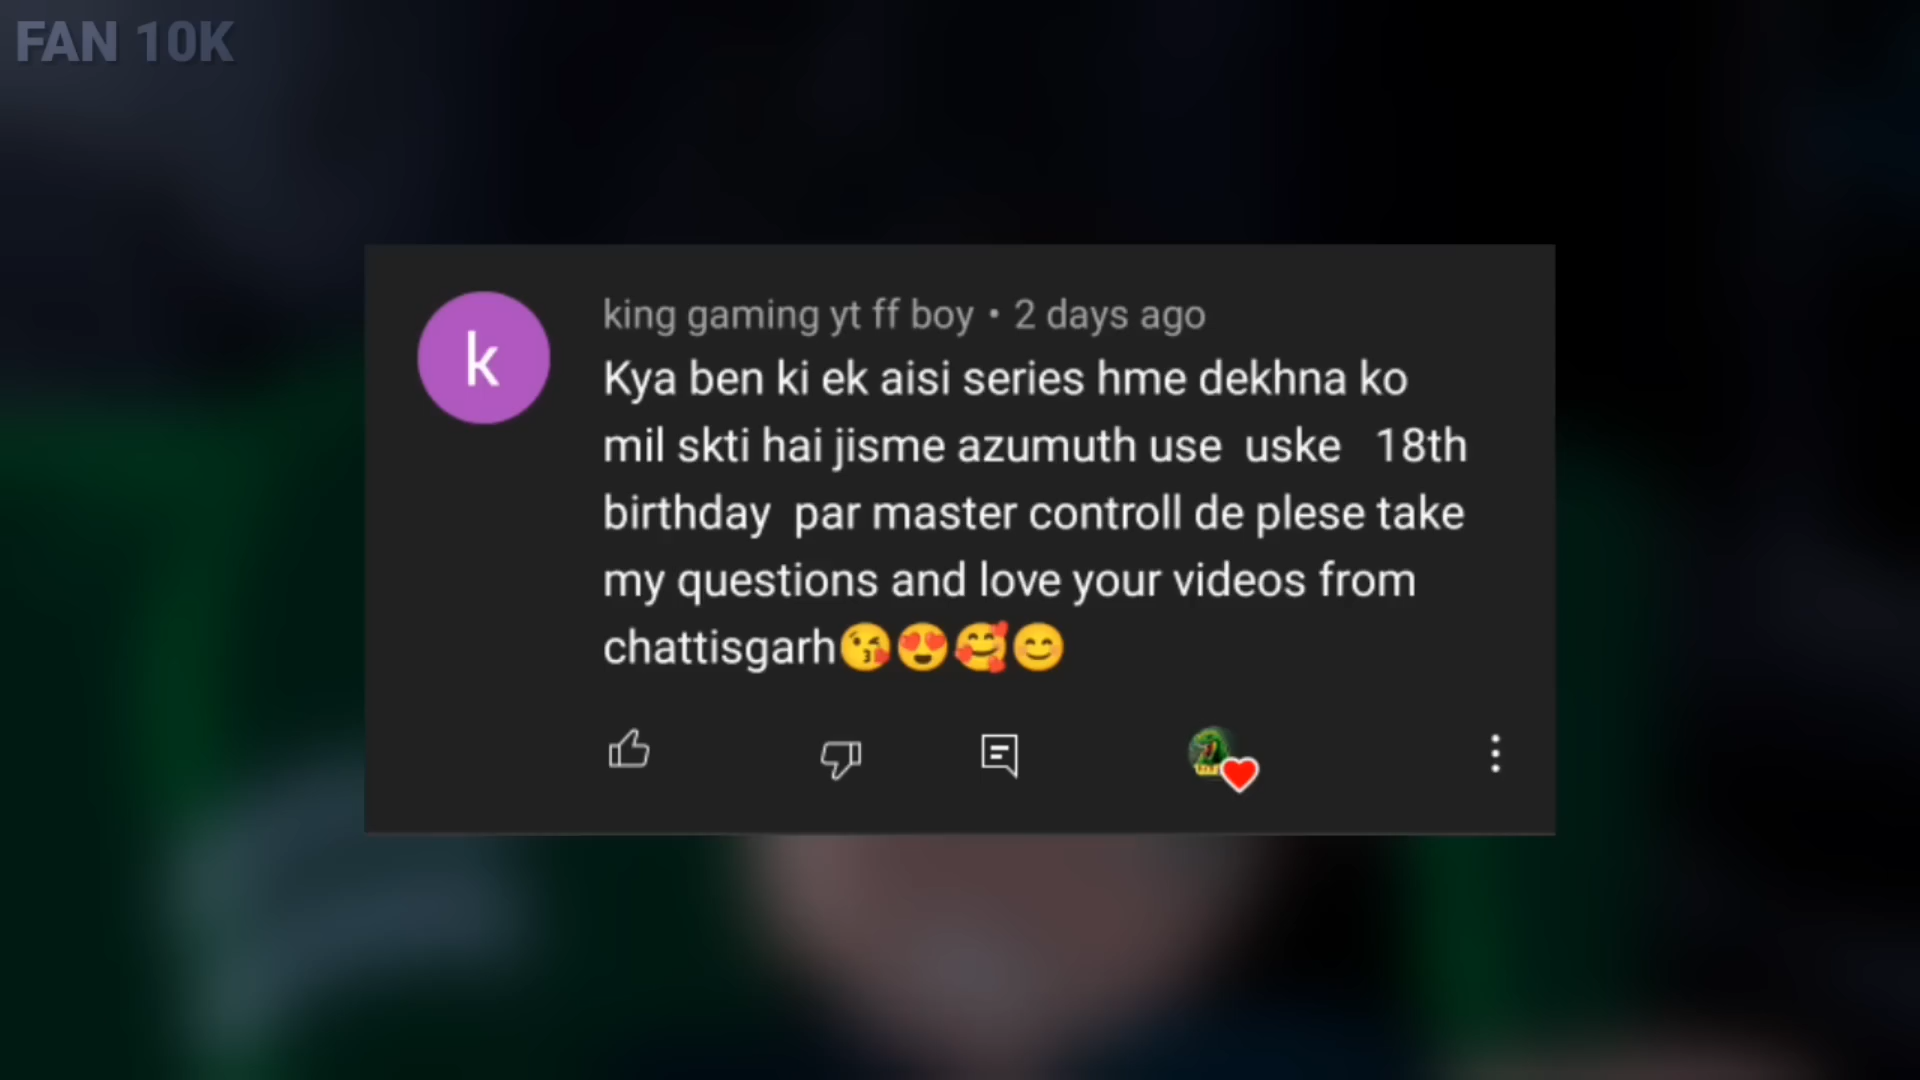 FAN 10K
king gaming yt ff boy • 2 days ago
Kya ben ki ek aisi series hme dekhna ko
mil skti hai jisme azumuth use uske 18th
birthday par master controll de plese take
my questions and love your videos from
chattisgarh😘😍🥰😊
k